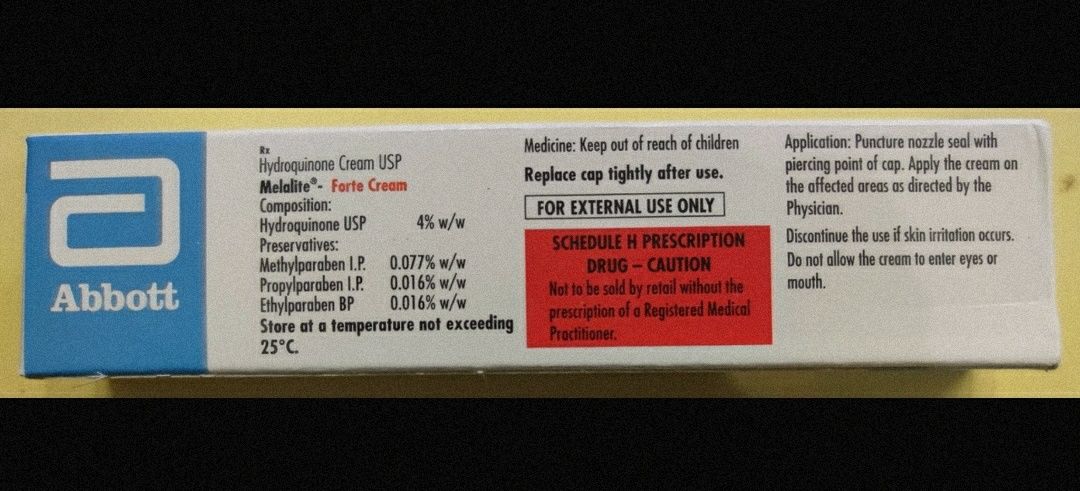 Abbott
Rx
Hydroquinone Cream USP
Melalite®- Forte Cream
Composition:
Hydroquinone USP 4% w/w
Preservatives:
Methylparaben I.P. 0.077% w/w
Propylparaben I.P. 0.016% w/w
Ethylparaben BP 0.016% w/w
Store at a temperature not exceeding
25°C.
Medicine: Keep out of reach of children
Replace cap tightly after use.
FOR EXTERNAL USE ONLY
SCHEDULE H PRESCRIPTION
DRUG – CAUTION
Not to be sold by retail without the
prescription of a Registered Medical
Practitioner.
Application: Puncture nozzle seal with
piercing point of cap. Apply the cream on
the affected areas as directed by the
Physician.
Discontinue the use if skin irritation occurs.
Do not allow the cream to enter eyes or
mouth.